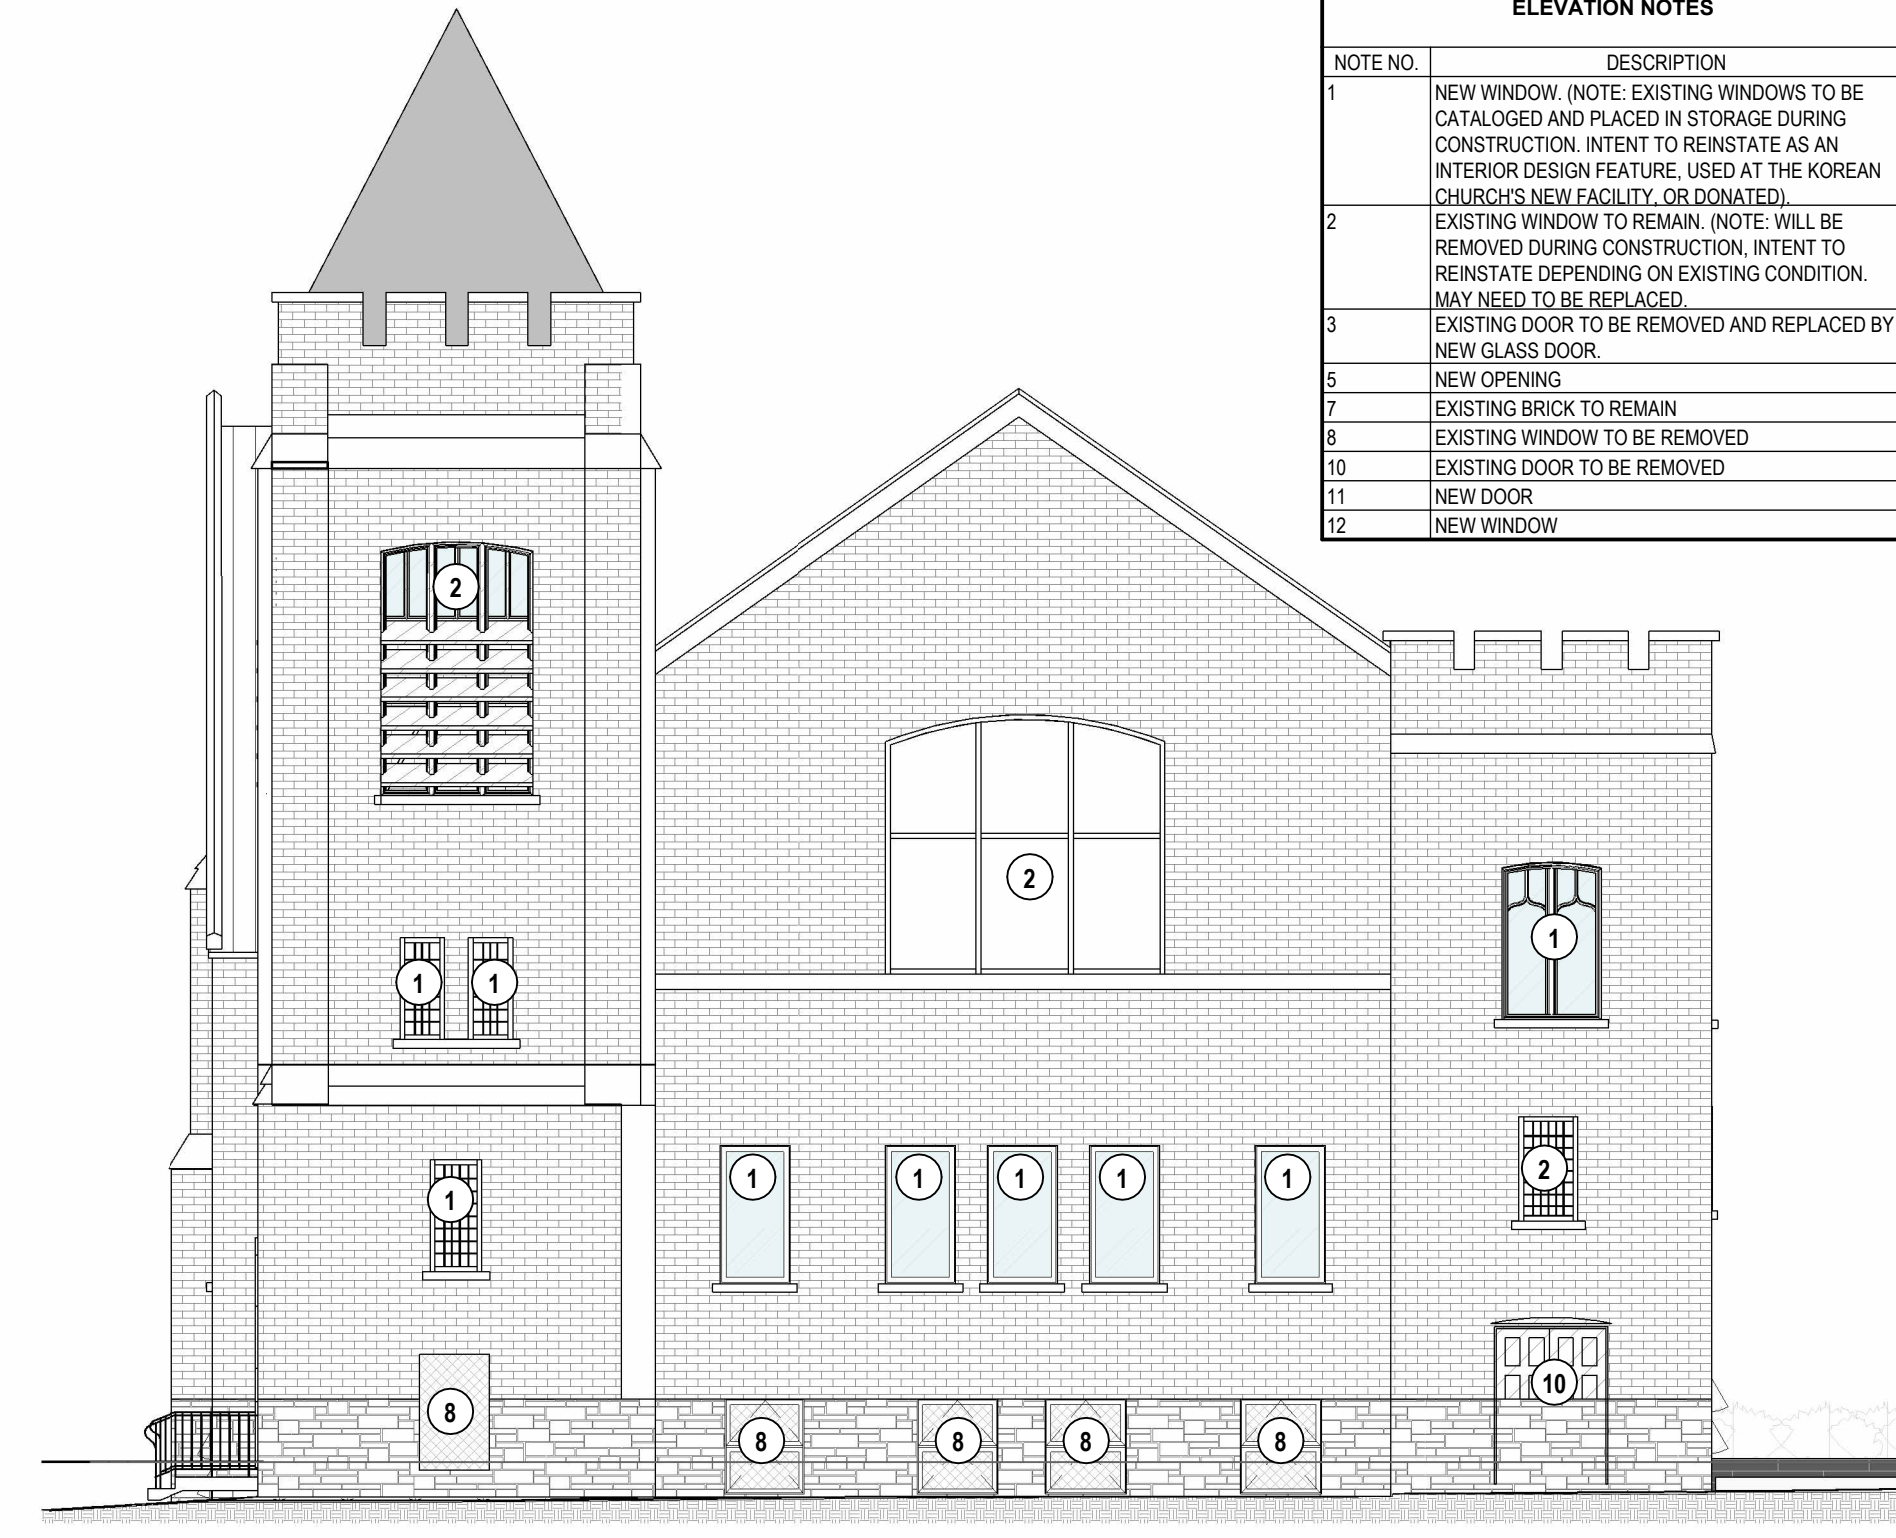 ELEVATION NOTES
NOTE NO. DESCRIPTION
1 NEW WINDOW. (NOTE: EXISTING WINDOWS TO BE
CATALOGED AND PLACED IN STORAGE DURING
CONSTRUCTION. INTENT TO REINSTATE AS AN
INTERIOR DESIGN FEATURE, USED AT THE KOREAN
CHURCH'S NEW FACILITY, OR DONATED).
2 EXISTING WINDOW TO REMAIN. (NOTE: WILL BE
REMOVED DURING CONSTRUCTION, INTENT TO
REINSTATE DEPENDING ON EXISTING CONDITION.
MAY NEED TO BE REPLACED.
3 EXISTING DOOR TO BE REMOVED AND REPLACED BY
NEW GLASS DOOR.
5 NEW OPENING
7 EXISTING BRICK TO REMAIN
8 EXISTING WINDOW TO BE REMOVED
10 EXISTING DOOR TO BE REMOVED
11 NEW DOOR
12 NEW WINDOW
2
2
1
1 1
2
1
1 1 1 1 1
10
8
8 8 8 8